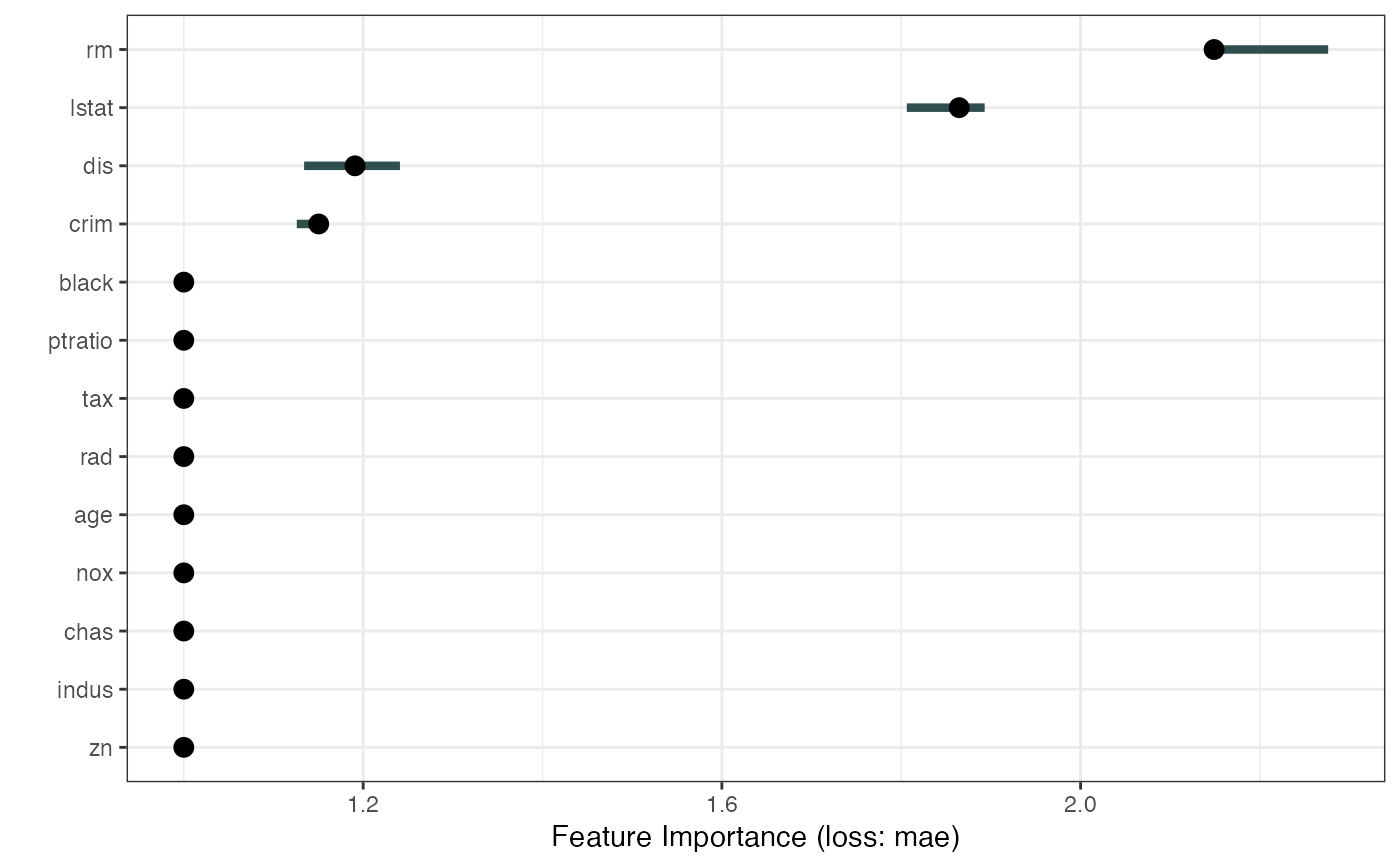 rm
lstat
dis
crim
black
ptratio
tax
rad
age
nox
chas
indus
zn
1.2 1.6 2.0
Feature Importance (loss: mae)